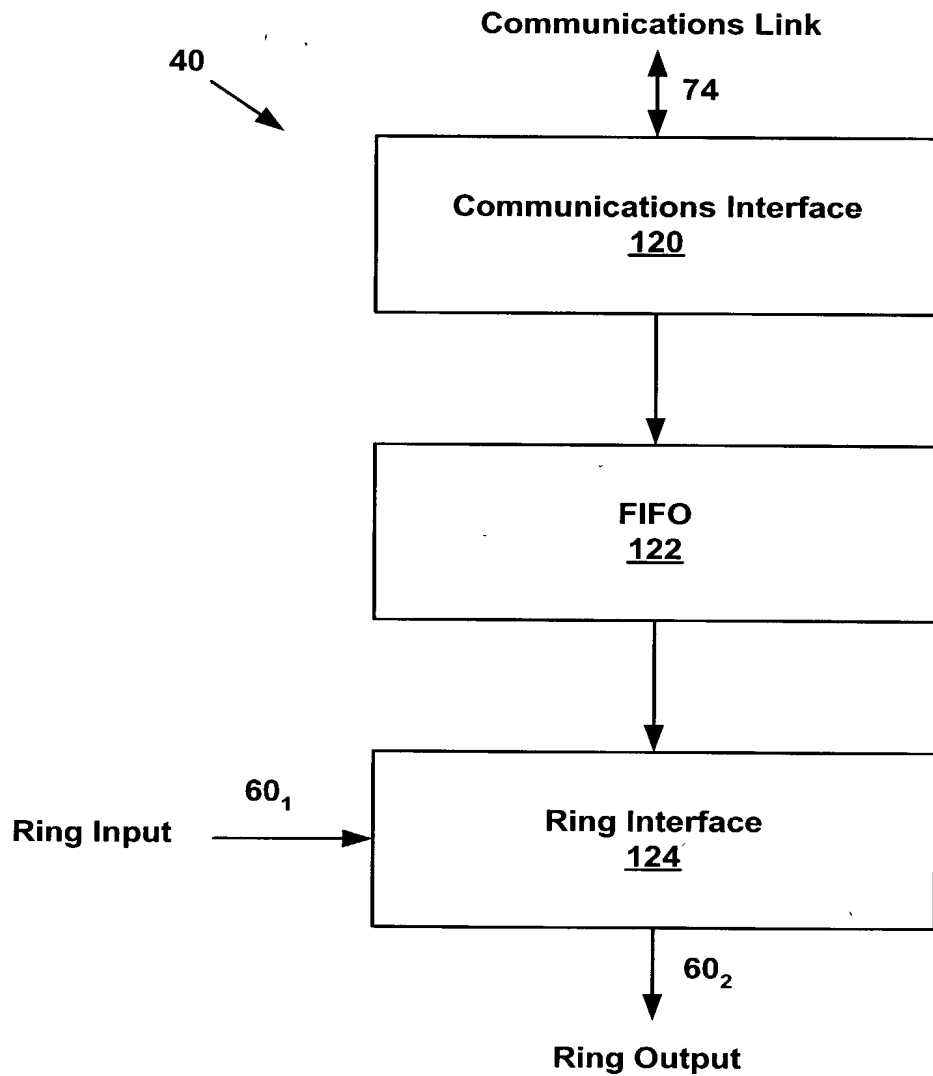 Communications Link
40
74
Communications Interface
120
FIFO
122
60₁
Ring Input
Ring Interface
124
60₂
Ring Output